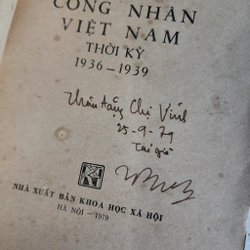 CÔNG NHÂN
VIỆT NAM
THỜI KỲ
1936 – 1939
Thân tặng Chị Vinh
25-9-79
Tác giả
NHÀ XUẤT BẢN KHOA HỌC XÃ HỘI
HÀ NỘI – 1979